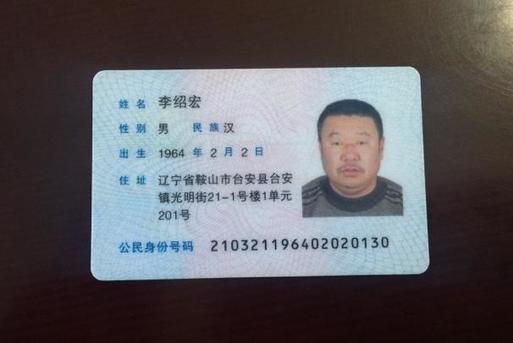 姓名 李绍宏
性别 男 民族 汉
出生 1964 年 2 月 2 日
住址 辽宁省鞍山市台安县台安
镇光明街21-1号楼1单元
201号
公民身份号码 210321196402020130